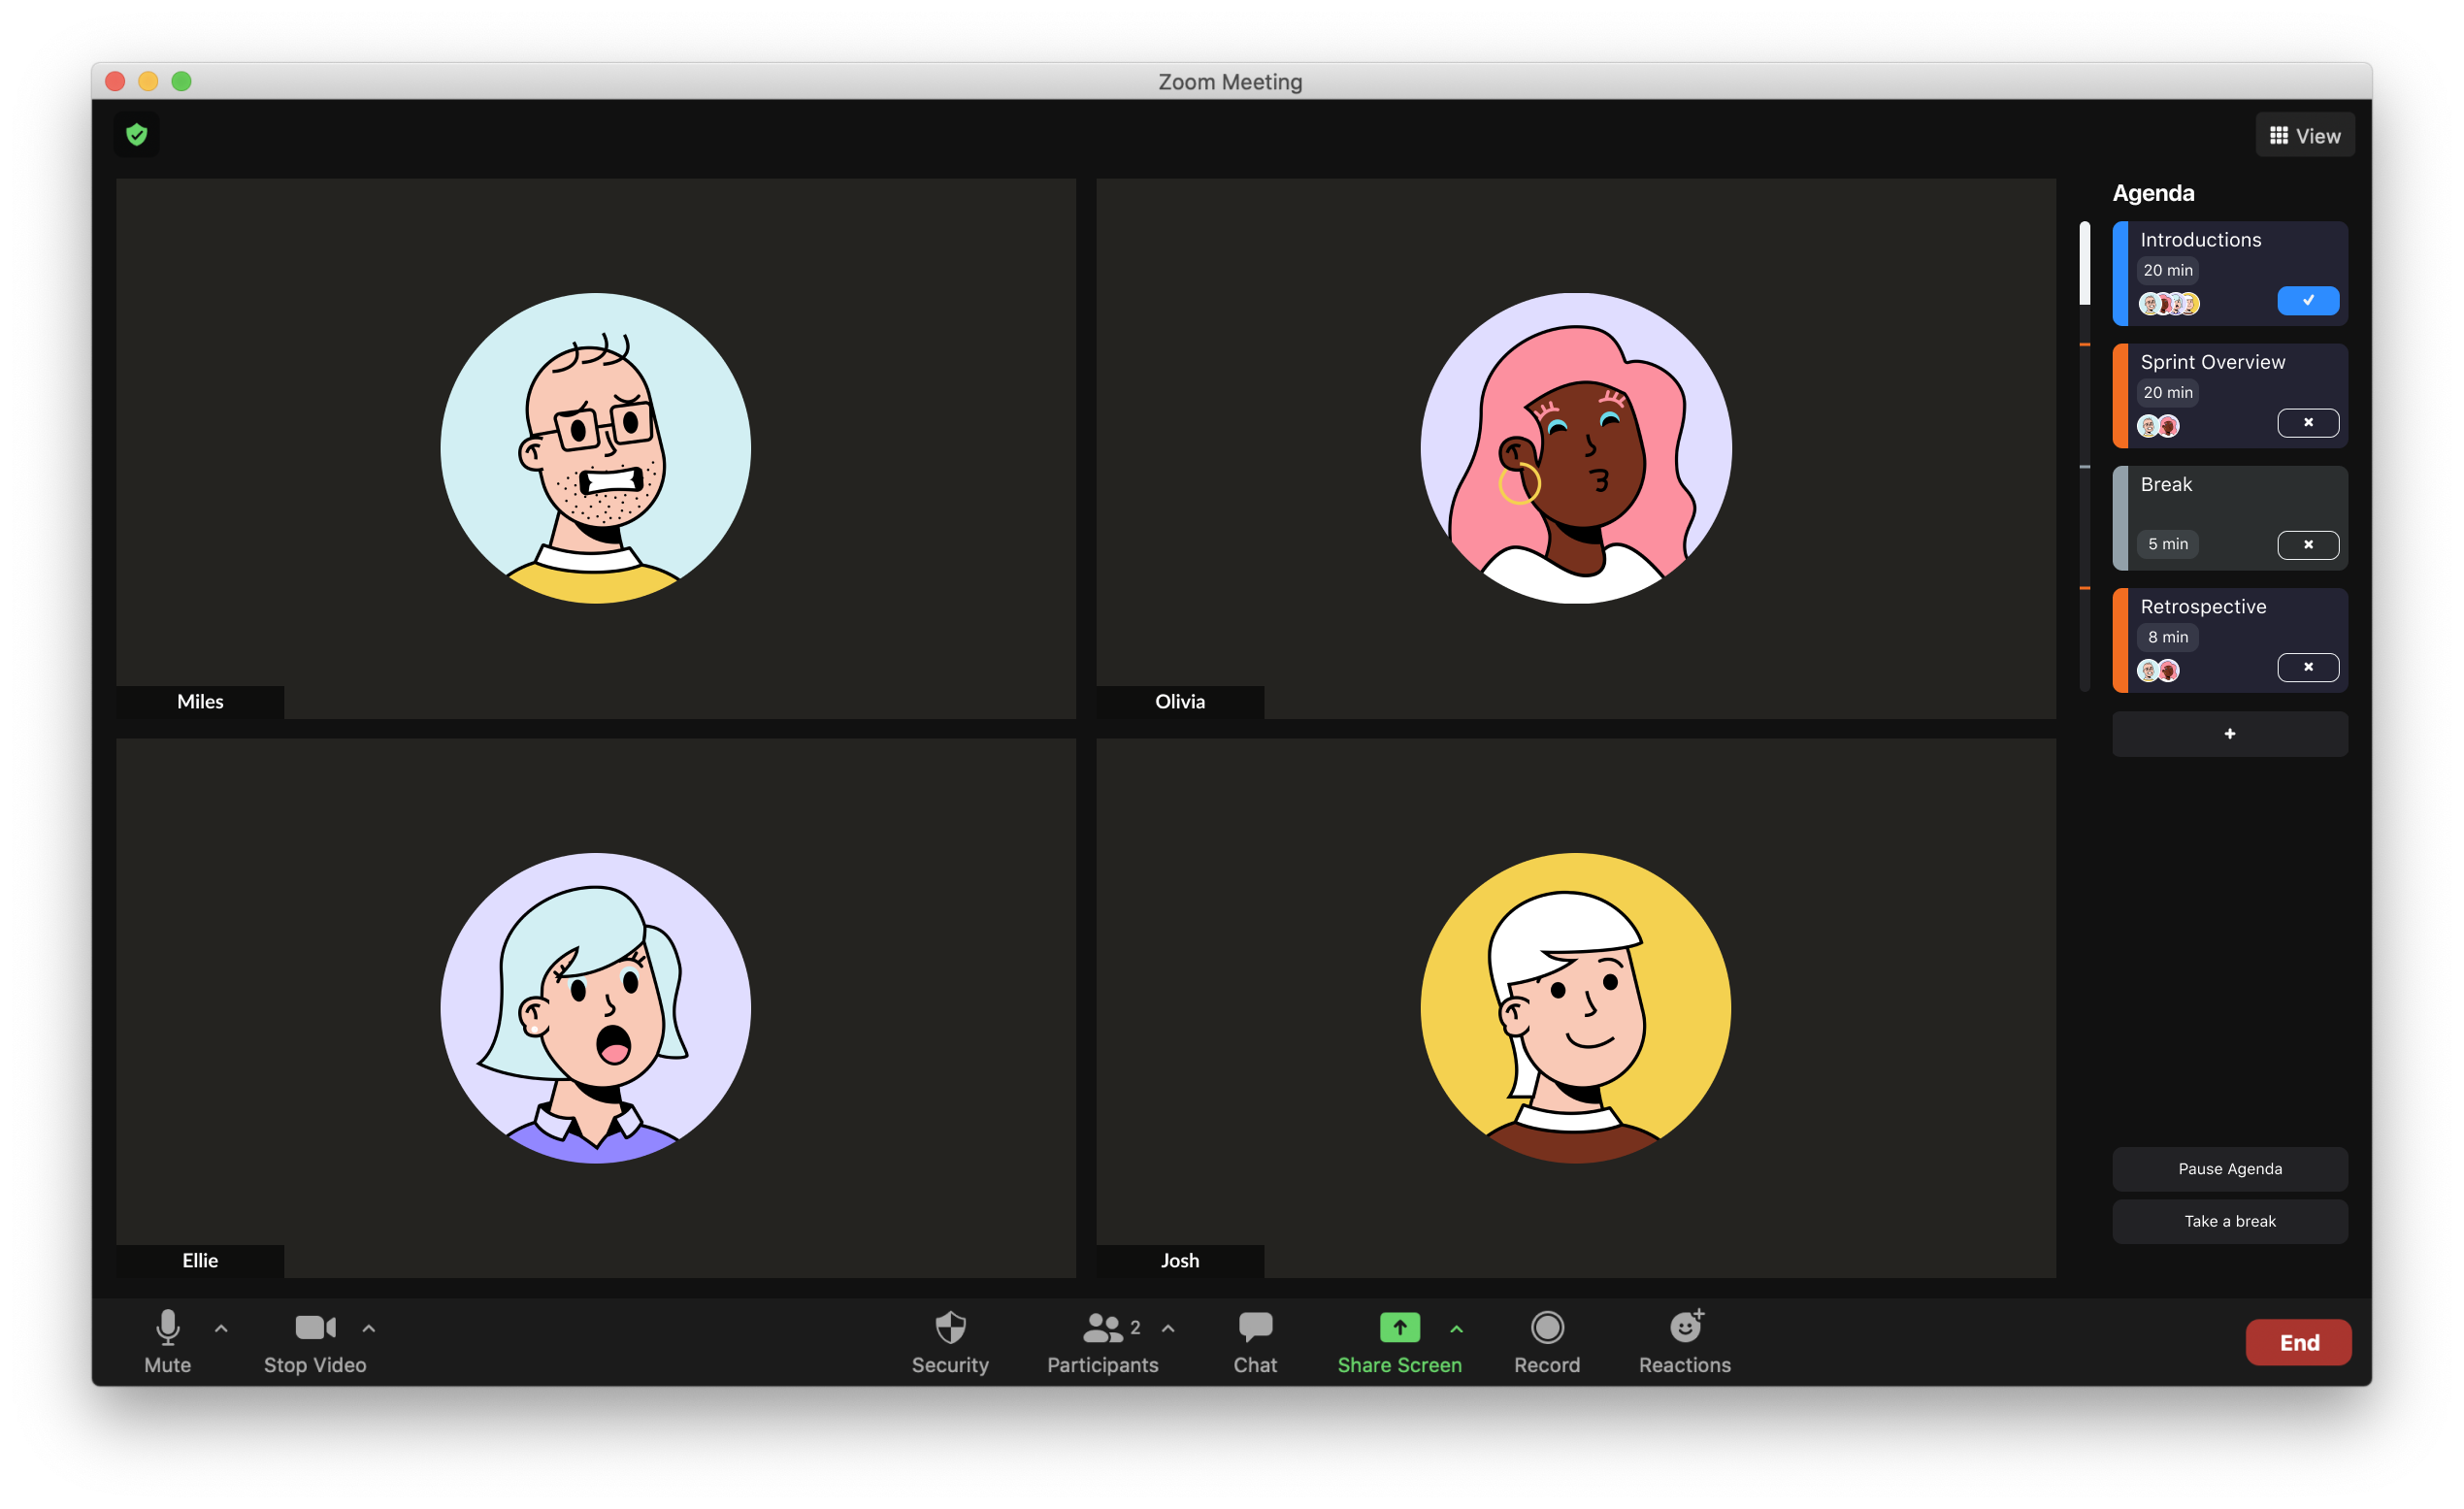 Zoom Meeting
View
Agenda
Introductions
20 min
Sprint Overview
20 min
Break
5 min
Retrospective
8 min
+
Miles
Olivia
Ellie
Josh
Pause Agenda
Take a break
Mute
Stop Video
Security
Participants 2
Chat
Share Screen
Record
Reactions
End